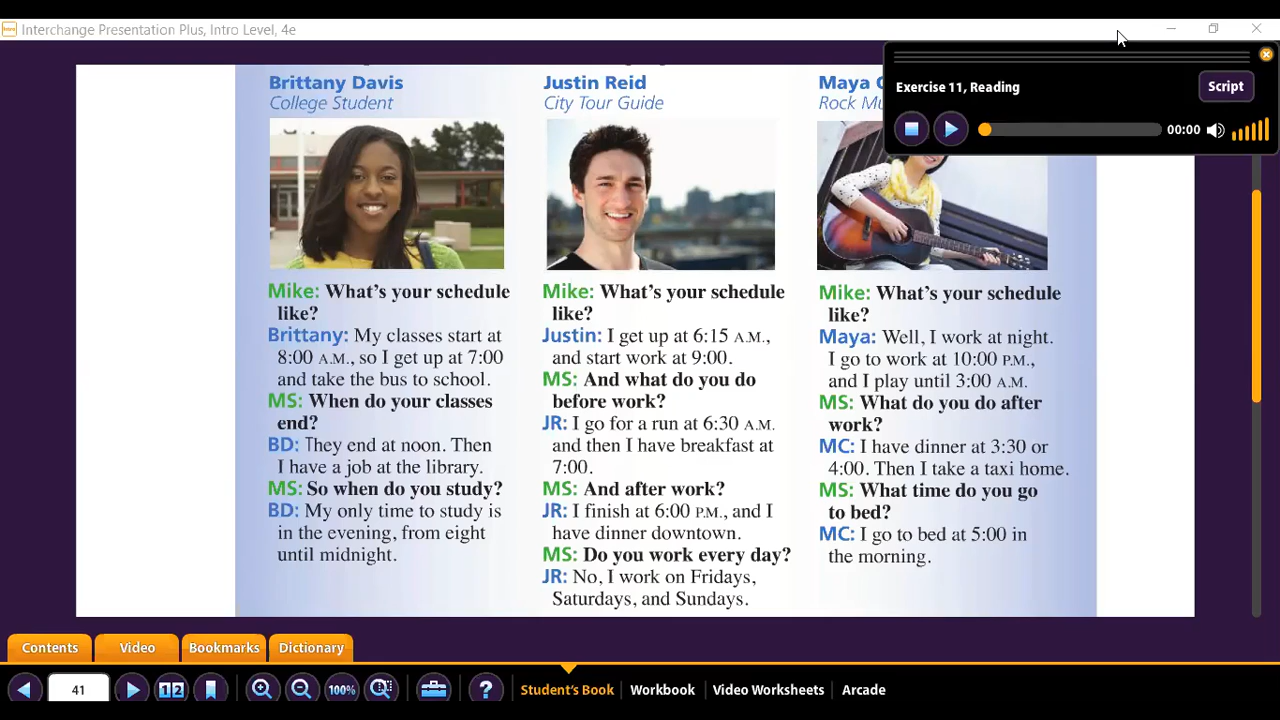 Interchange Presentation Plus, Intro Level, 4e
Exercise 11, Reading
Script
00:00
Brittany Davis
College Student
Mike: What's your schedule
like?
Brittany: My classes start at
8:00 A.M., so I get up at 7:00
and take the bus to school.
MS: When do your classes
end?
BD: They end at noon. Then
I have a job at the library.
MS: So when do you study?
BD: My only time to study is
in the evening, from eight
until midnight.
Justin Reid
City Tour Guide
Mike: What's your schedule
like?
Justin: I get up at 6:15 A.M.,
and start work at 9:00.
MS: And what do you do
before work?
JR: I go for a run at 6:30 A.M.
and then I have breakfast at
7:00.
MS: And after work?
JR: I finish at 6:00 P.M., and I
have dinner downtown.
MS: Do you work every day?
JR: No, I work on Fridays,
Saturdays, and Sundays.
Maya
Rock
Mike: What's your schedule
like?
Maya: Well, I work at night.
I go to work at 10:00 P.M.,
and I play until 3:00 A.M.
MS: What do you do after
work?
MC: I have dinner at 3:30 or
4:00. Then I take a taxi home.
MS: What time do you go
to bed?
MC: I go to bed at 5:00 in
the morning.
Contents Video Bookmarks Dictionary
41 1 2 100% ? Student's Book Workbook Video Worksheets Arcade